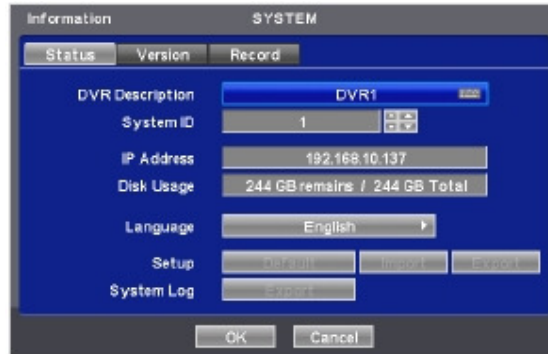 Information SYSTEM
Status Version Record
DVR Description DVR1
System ID 1
IP Address 192.168.10.137
Disk Usage 244 GB remains / 244 GB Total
Language English
Setup Default Import Export
System Log Export
OK Cancel